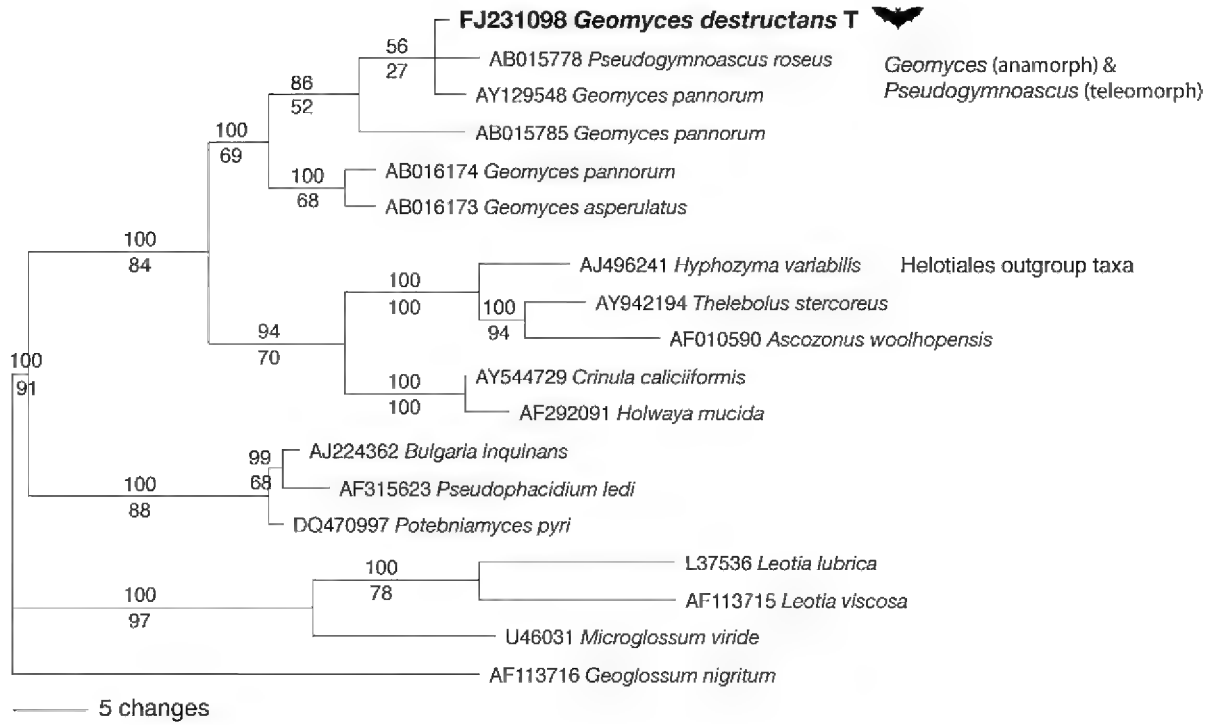 FJ231098 Geomyces destructans T
56
27
AB015778 Pseudogymnoascus roseus
Geomyces (anamorph) &
Pseudogymnoascus (teleomorph)
86
52
AY129548 Geomyces pannorum
AB015785 Geomyces pannorum
100
69
AB016174 Geomyces pannorum
100
68
AB016173 Geomyces asperulatus
100
84
AJ496241 Hyphozyma variabilis
Helotiales outgroup taxa
100
100
AY942194 Thelebolus stercoreus
100
94
AF010590 Ascozonus woolhopensis
94
70
100
91
AY544729 Crinula caliciiformis
100
100
AF292091 Holwaya mucida
AJ224362 Bulgaria inquinans
99
68
AF315623 Pseudophacidium ledi
100
88
DQ470997 Potebniamyces pyri
L37536 Leotia lubrica
100
78
AF113715 Leotia viscosa
100
97
U46031 Microglossum viride
AF113716 Geoglossum nigritum
5 changes